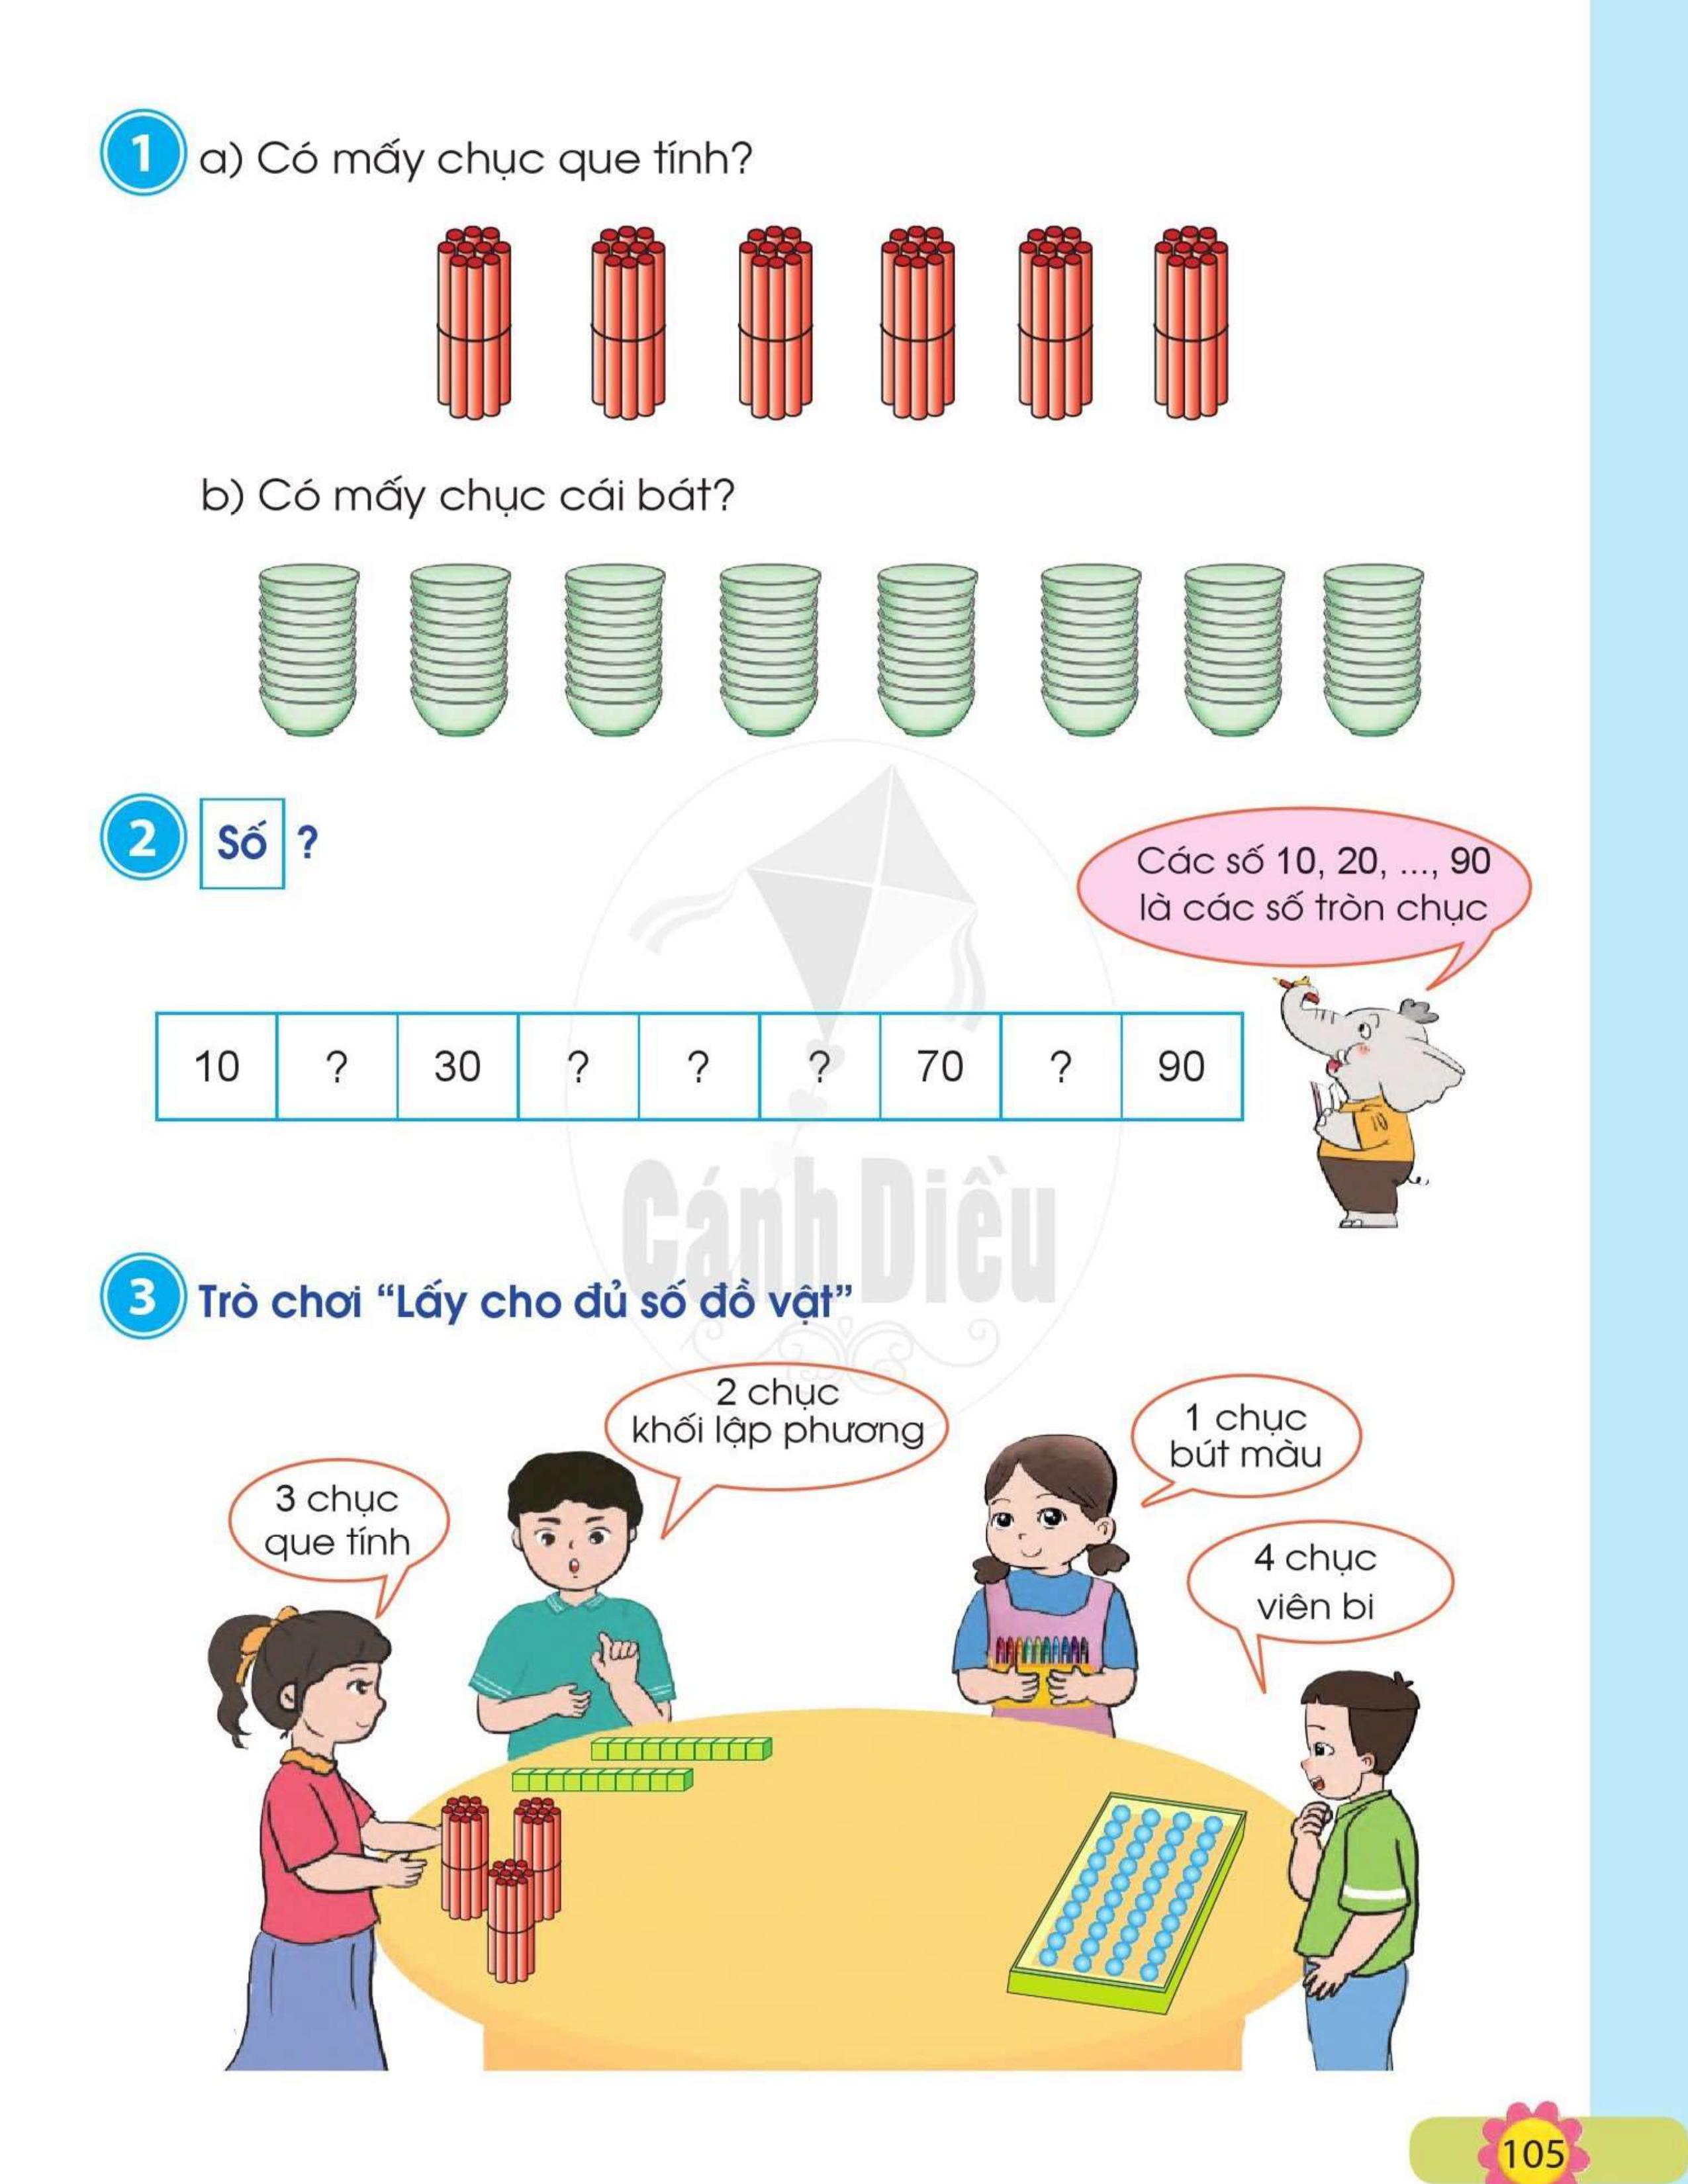 1 a) Có mấy chục que tính?
b) Có mấy chục cái bát?
2 Số ?
Các số 10, 20, ..., 90
là các số tròn chục
10 ? 30 ? ? ? 70 ? 90
10
Cánh Diều
3 Trò chơi “Lấy cho đủ số đồ vật”
2 chục
khối lập phương
1 chục
bút màu
3 chục
que tính
4 chục
viên bi
105